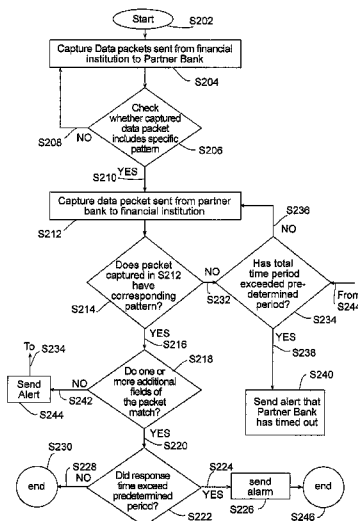 Start
S202
Capture Data packets sent from financial
institution to Partner Bank
S204
Check
whether captured
data packet
includes specific
pattern
S208
NO
S206
S210
YES
Capture data packet sent from partner
bank to financial institution
S212
S236
NO
Does packet
captured in S212
have
corresponding
pattern?
S214
NO
S232
Has total
time period
exceeded pre-
determined period?
S234
From
S244
YES
S216
YES
S238
To
S234
Do one or
more additional
fields of
the packet
match?
S218
Send
Alert
S244
NO
S242
Send alert that
Partner Bank
has timed out
S240
YES
S220
S230
end
S228
NO
Did response
time exceed
predetermined
period?
S222
S224
YES
send
alarm
S226
end
S246